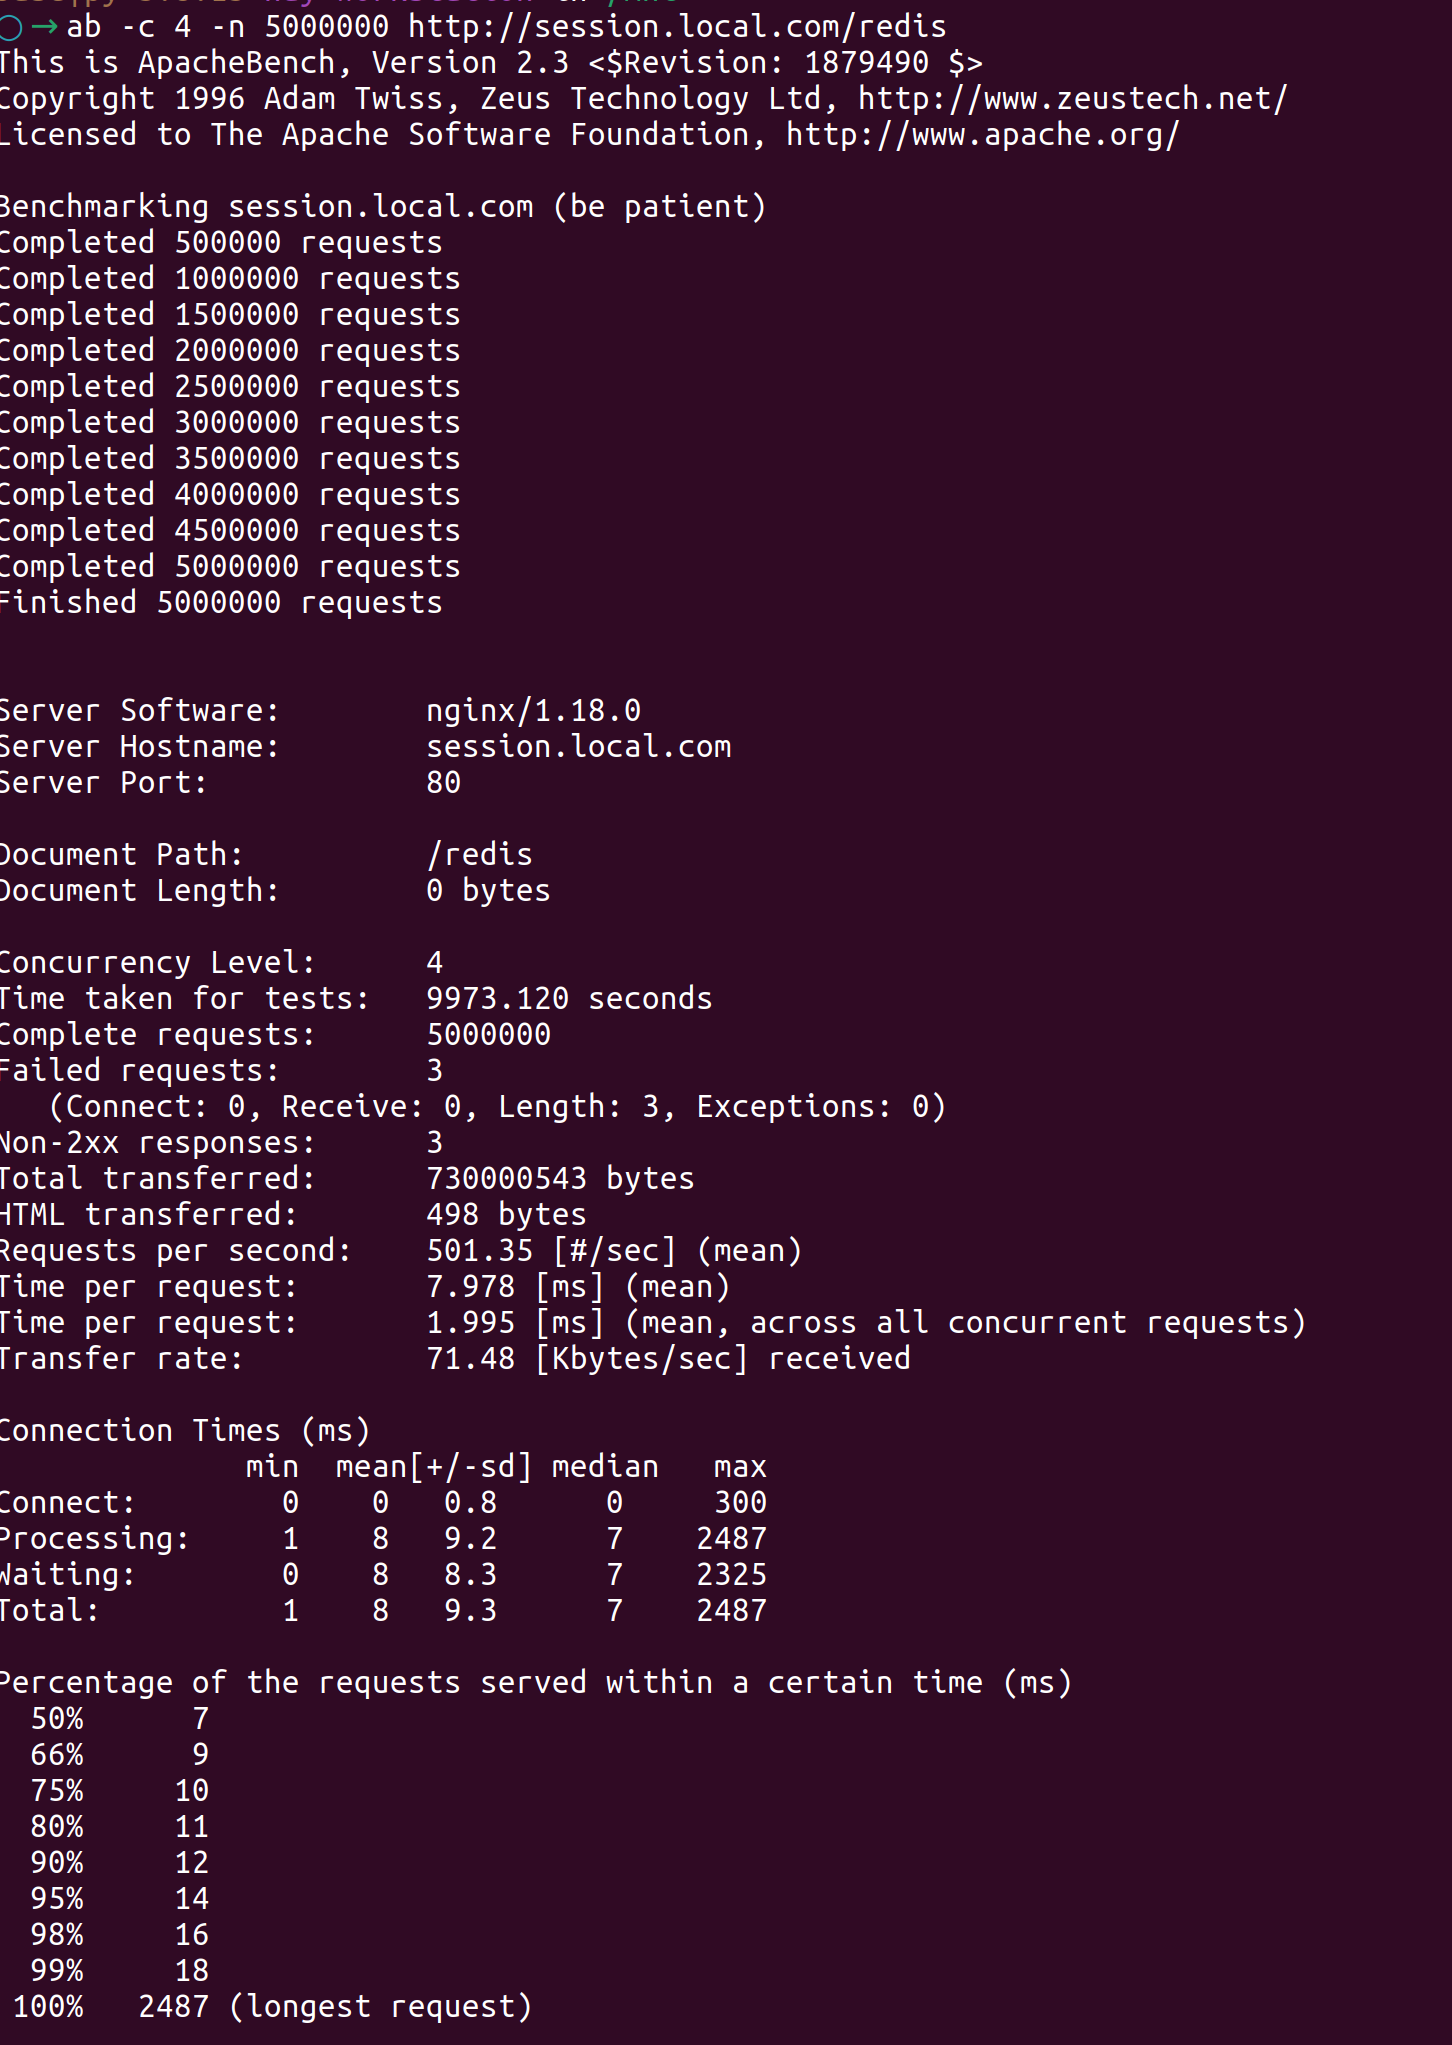 → ab -c 4 -n 5000000 http://session.local.com/redis
This is ApacheBench, Version 2.3 <$Revision: 1879490 $>
Copyright 1996 Adam Twiss, Zeus Technology Ltd, http://www.zeustech.net/
Licensed to The Apache Software Foundation, http://www.apache.org/

Benchmarking session.local.com (be patient)
Completed 500000 requests
Completed 1000000 requests
Completed 1500000 requests
Completed 2000000 requests
Completed 2500000 requests
Completed 3000000 requests
Completed 3500000 requests
Completed 4000000 requests
Completed 4500000 requests
Completed 5000000 requests
Finished 5000000 requests

Server Software:        nginx/1.18.0
Server Hostname:        session.local.com
Server Port:            80

Document Path:          /redis
Document Length:        0 bytes

Concurrency Level:      4
Time taken for tests:   9973.120 seconds
Complete requests:      5000000
Failed requests:        3
   (Connect: 0, Receive: 0, Length: 3, Exceptions: 0)
Non-2xx responses:      3
Total transferred:      730000543 bytes
HTML transferred:       498 bytes
Requests per second:    501.35 [#/sec] (mean)
Time per request:       7.978 [ms] (mean)
Time per request:       1.995 [ms] (mean, across all concurrent requests)
Transfer rate:          71.48 [Kbytes/sec] received

Connection Times (ms)
              min  mean[+/-sd] median   max
Connect:        0    0   0.8      0     300
Processing:     1    8   9.2      7    2487
Waiting:        0    8   8.3      7    2325
Total:          1    8   9.3      7    2487

Percentage of the requests served within a certain time (ms)
  50%      7
  66%      9
  75%     10
  80%     11
  90%     12
  95%     14
  98%     16
  99%     18
 100%   2487 (longest request)